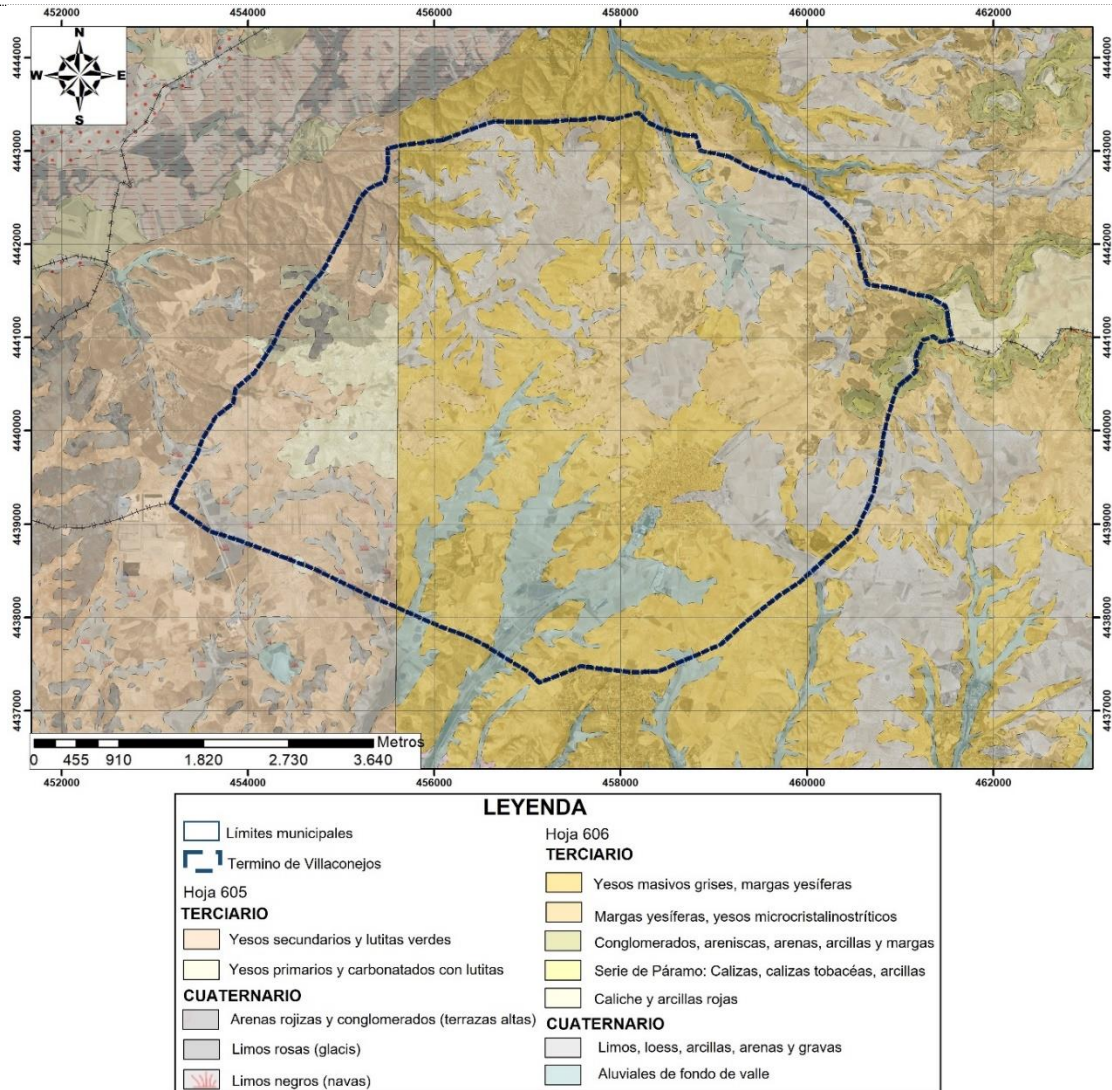 452000 454000 456000 458000 460000 462000
N
W E
S
4444000 4444000
4443000 4443000
4442000 4442000
4441000 4441000
4440000 4440000
4439000 4439000
4438000 4438000
4437000 4437000
Metros
0 455 910 1.820 2.730 3.640
452000 454000 456000 458000 460000 462000
LEYENDA
Límites municipales
Termino de Villaconejos
Hoja 605
TERCIARIO
Yesos secundarios y lutitas verdes
Yesos primarios y carbonatados con lutitas
CUATERNARIO
Arenas rojizas y conglomerados (terrazas altas)
Limos rosas (glacis)
Limos negros (navas)
Hoja 606
TERCIARIO
Yesos masivos grises, margas yesíferas
Margas yesíferas, yesos microcristalinostríticos
Conglomerados, areniscas, arenas, arcillas y margas
Serie de Páramo: Calizas, calizas tobacéas, arcillas
Caliche y arcillas rojas
CUATERNARIO
Limos, loess, arcillas, arenas y gravas
Aluviales de fondo de valle